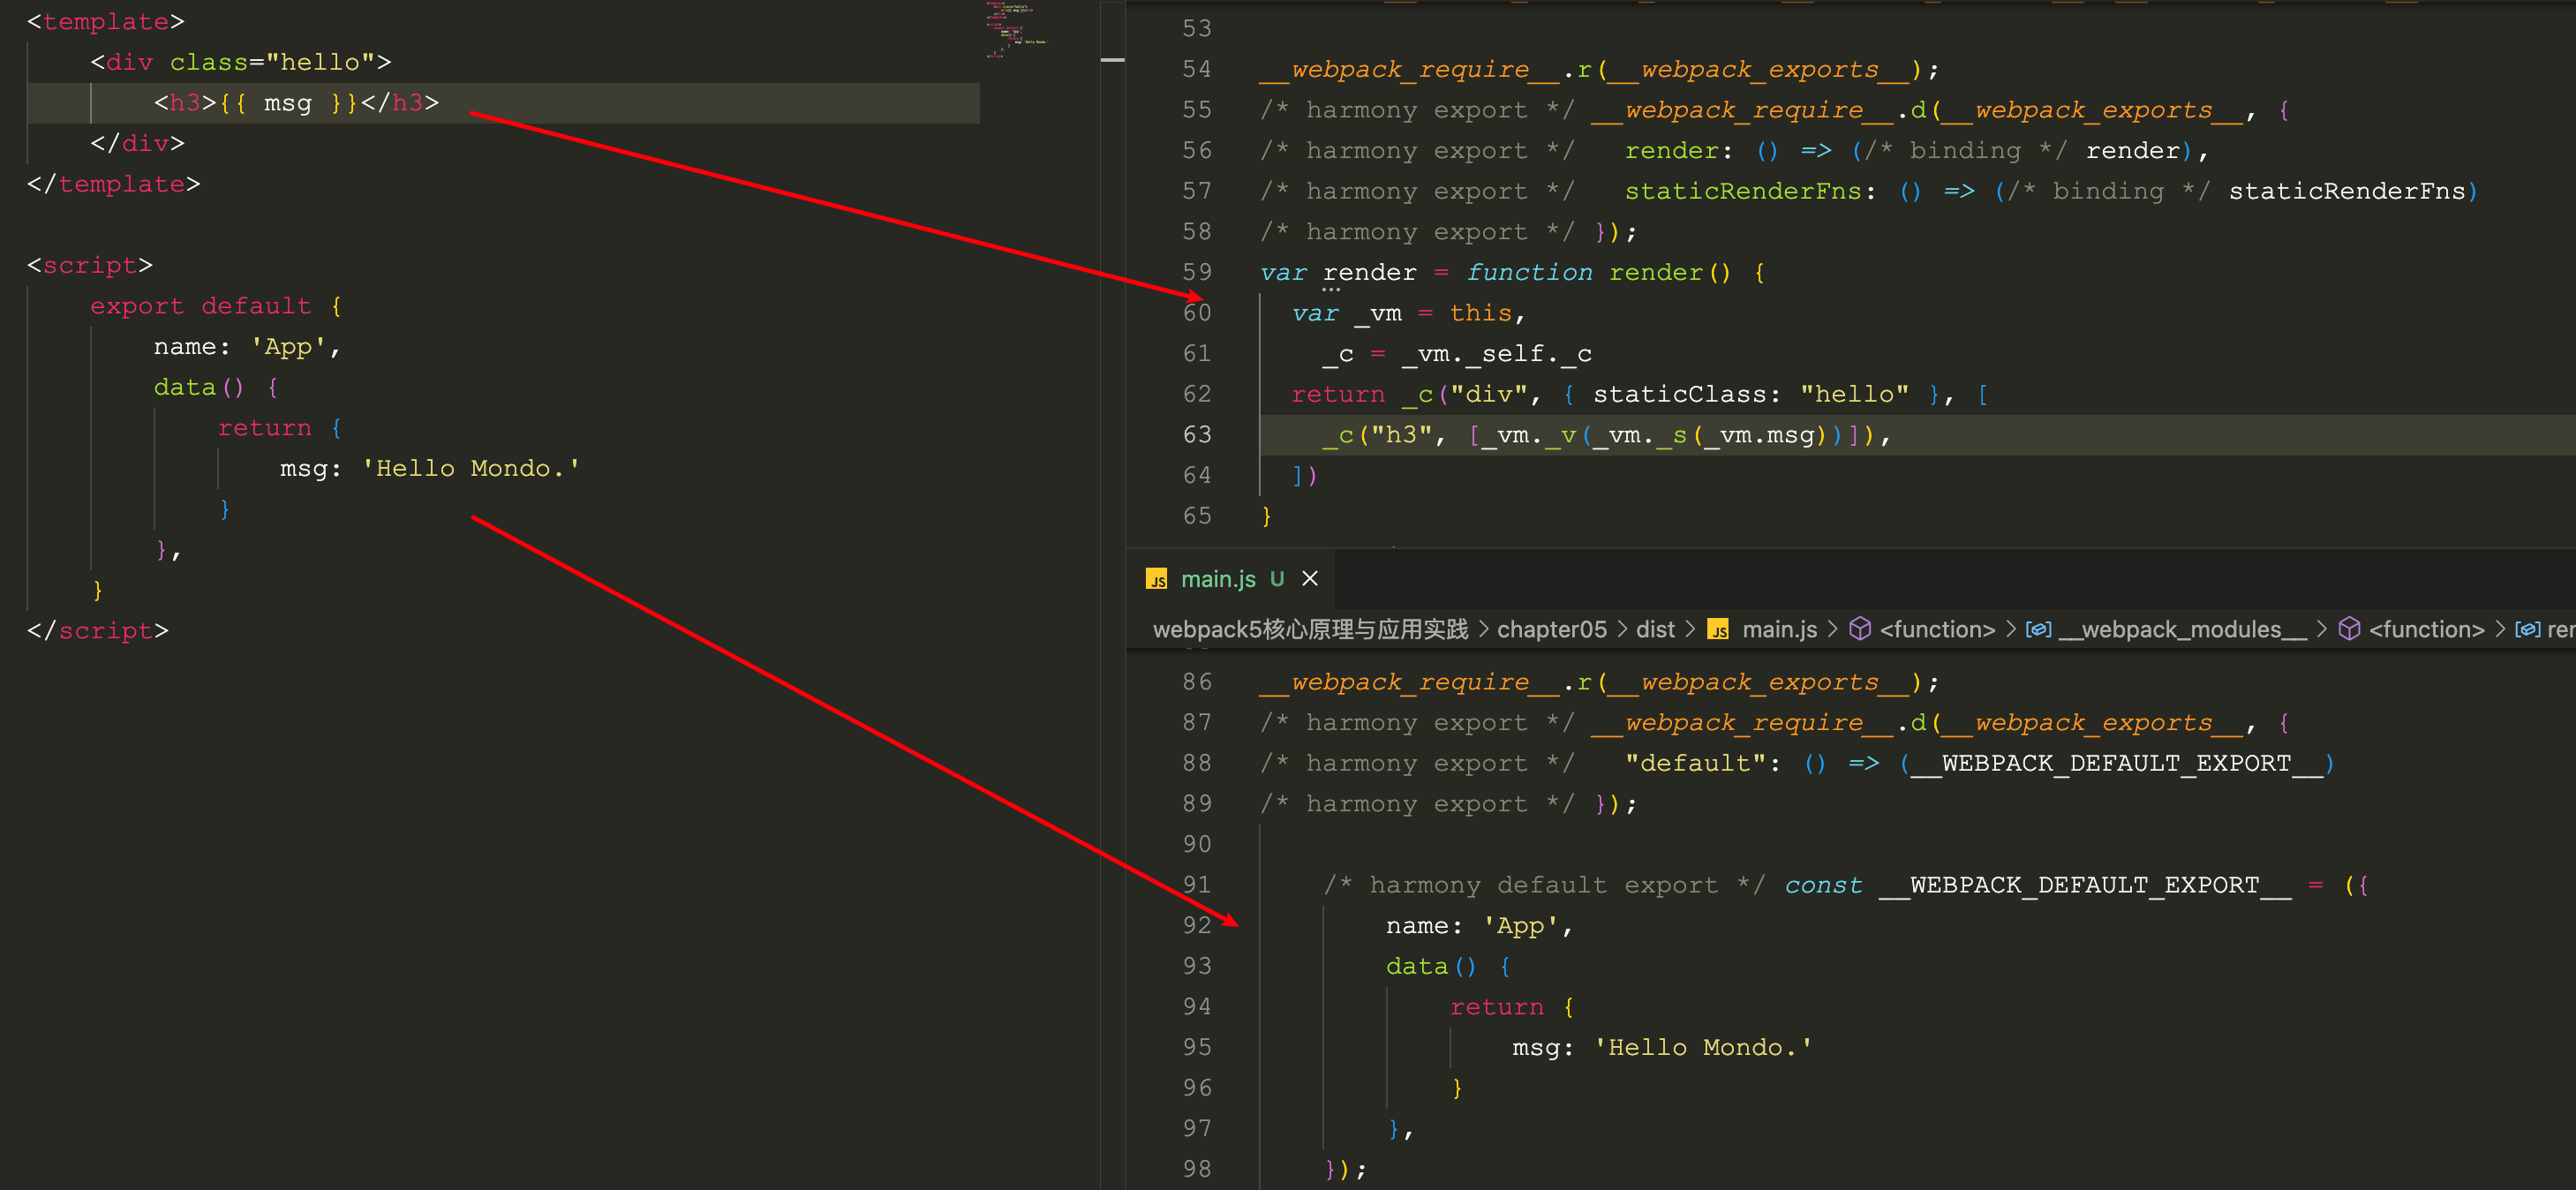 <template>
<div class="hello">
<h3>{{ msg }}</h3>
</div>
</template>
<script>
export default {
name: 'App',
data() {
return {
msg: 'Hello Mondo.'
}
},
}
</script>
53
54 __webpack_require__.r(__webpack_exports__);
55 /* harmony export */ __webpack_require__.d(__webpack_exports__, {
56 /* harmony export */   render: () => (/* binding */ render),
57 /* harmony export */   staticRenderFns: () => (/* binding */ staticRenderFns)
58 /* harmony export */ });
59 var render = function render() {
60 var _vm = this,
61 _c = _vm._self._c
62 return _c("div", { staticClass: "hello" }, [
63 _c("h3", [_vm._v(_vm._s(_vm.msg))]),
64 ])
65 }
JS main.js U ×
webpack5核心原理与应用实践 > chapter05 > dist > JS main.js > <function> > __webpack_modules__ > <function> > rer
86 __webpack_require__.r(__webpack_exports__);
87 /* harmony export */ __webpack_require__.d(__webpack_exports__, {
88 /* harmony export */   "default": () => (__WEBPACK_DEFAULT_EXPORT__)
89 /* harmony export */ });
90
91 /* harmony default export */ const __WEBPACK_DEFAULT_EXPORT__ = ({
92 name: 'App',
93 data() {
94 return {
95 msg: 'Hello Mondo.'
96 }
97 },
98 });